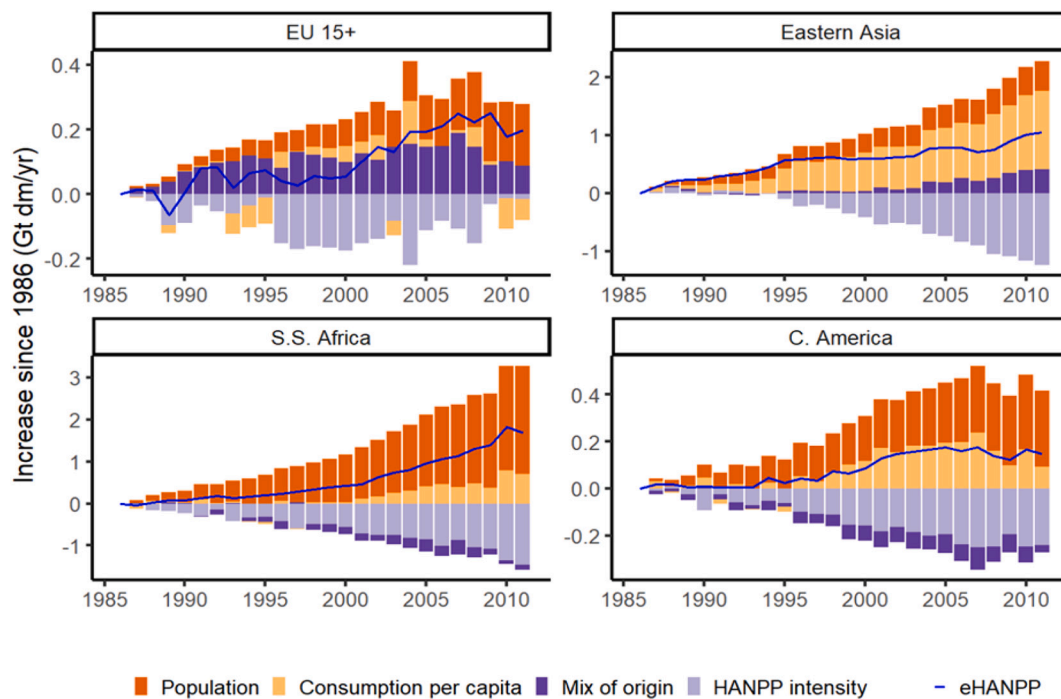 EU 15+
Eastern Asia
Increase since 1986 (Gt dm/yr)
0.4
0.2
0.0
-0.2
1985 1990 1995 2000 2005 2010
2
1
0
-1
1985 1990 1995 2000 2005 2010
S.S. Africa
C. America
3
2
1
0
-1
1985 1990 1995 2000 2005 2010
0.4
0.2
0.0
-0.2
1985 1990 1995 2000 2005 2010
Population Consumption per capita Mix of origin HANPP intensity eHANPP